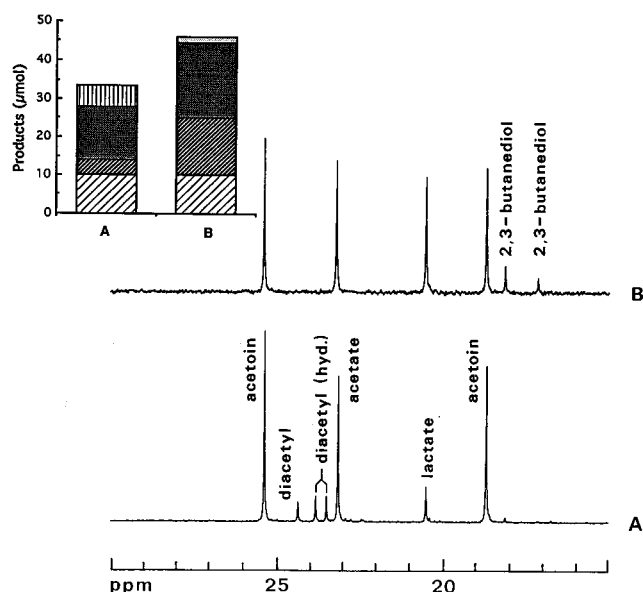 50
40
30
20
10
0
Products (µmol)
A
B
2,3-butanediol
2,3-butanediol
B
acetoin
diacetyl
diacetyl (hyd.)
acetate
lactate
acetoin
A
ppm
25
20